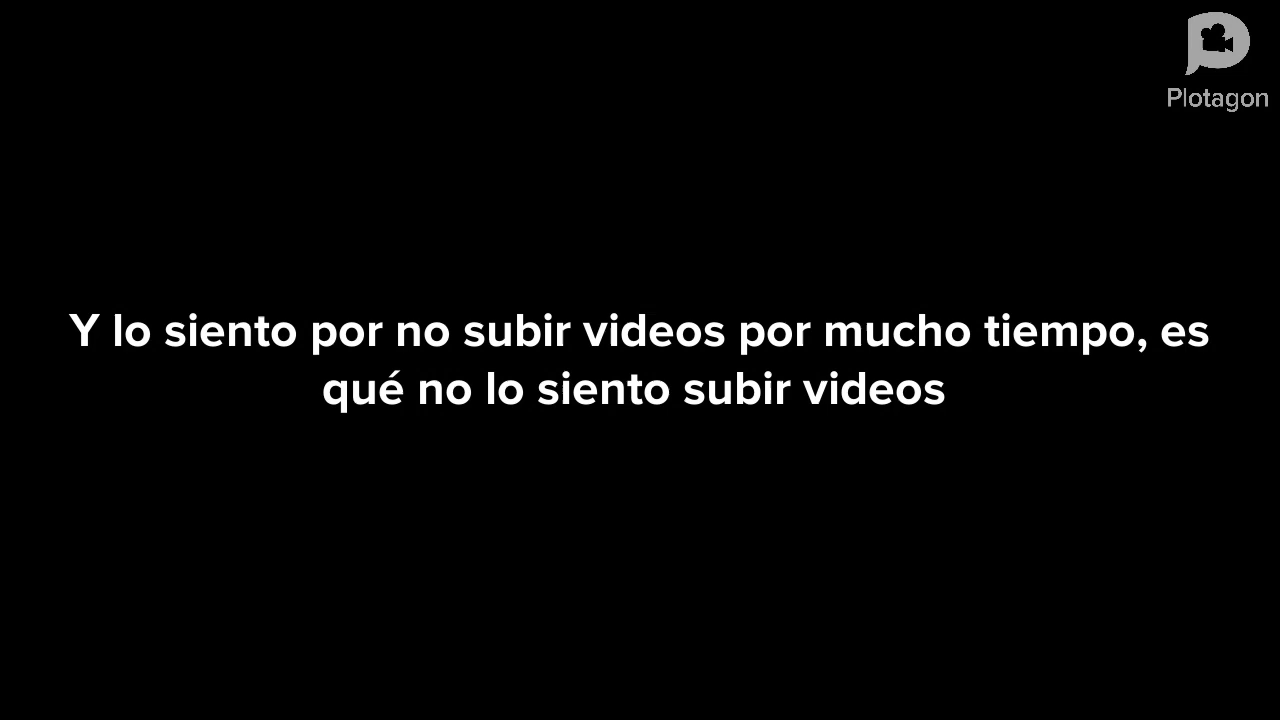 Plotagon
Y lo siento por no subir videos por mucho tiempo, es
qué no lo siento subir videos